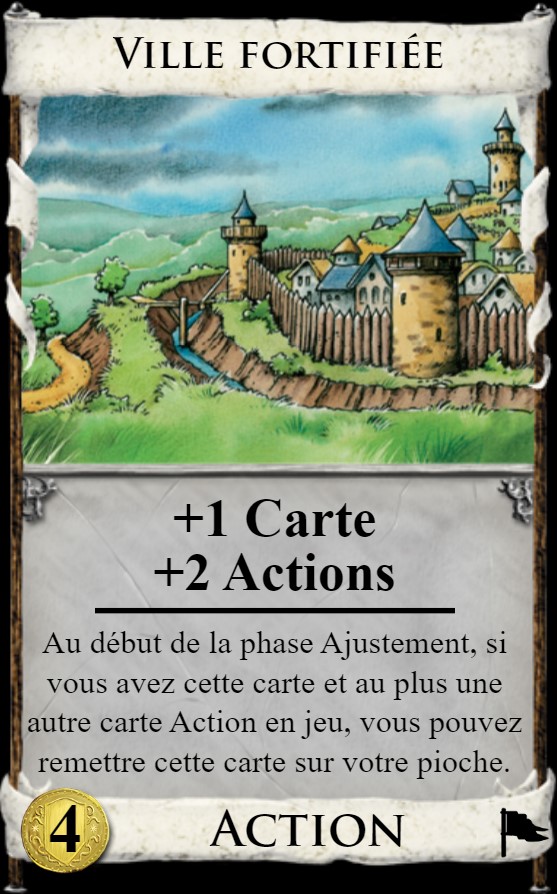 Ville fortifiée
+1 Carte
+2 Actions
Au début de la phase Ajustement, si
vous avez cette carte et au plus une
autre carte Action en jeu, vous pouvez
remettre cette carte sur votre pioche.
4
Action